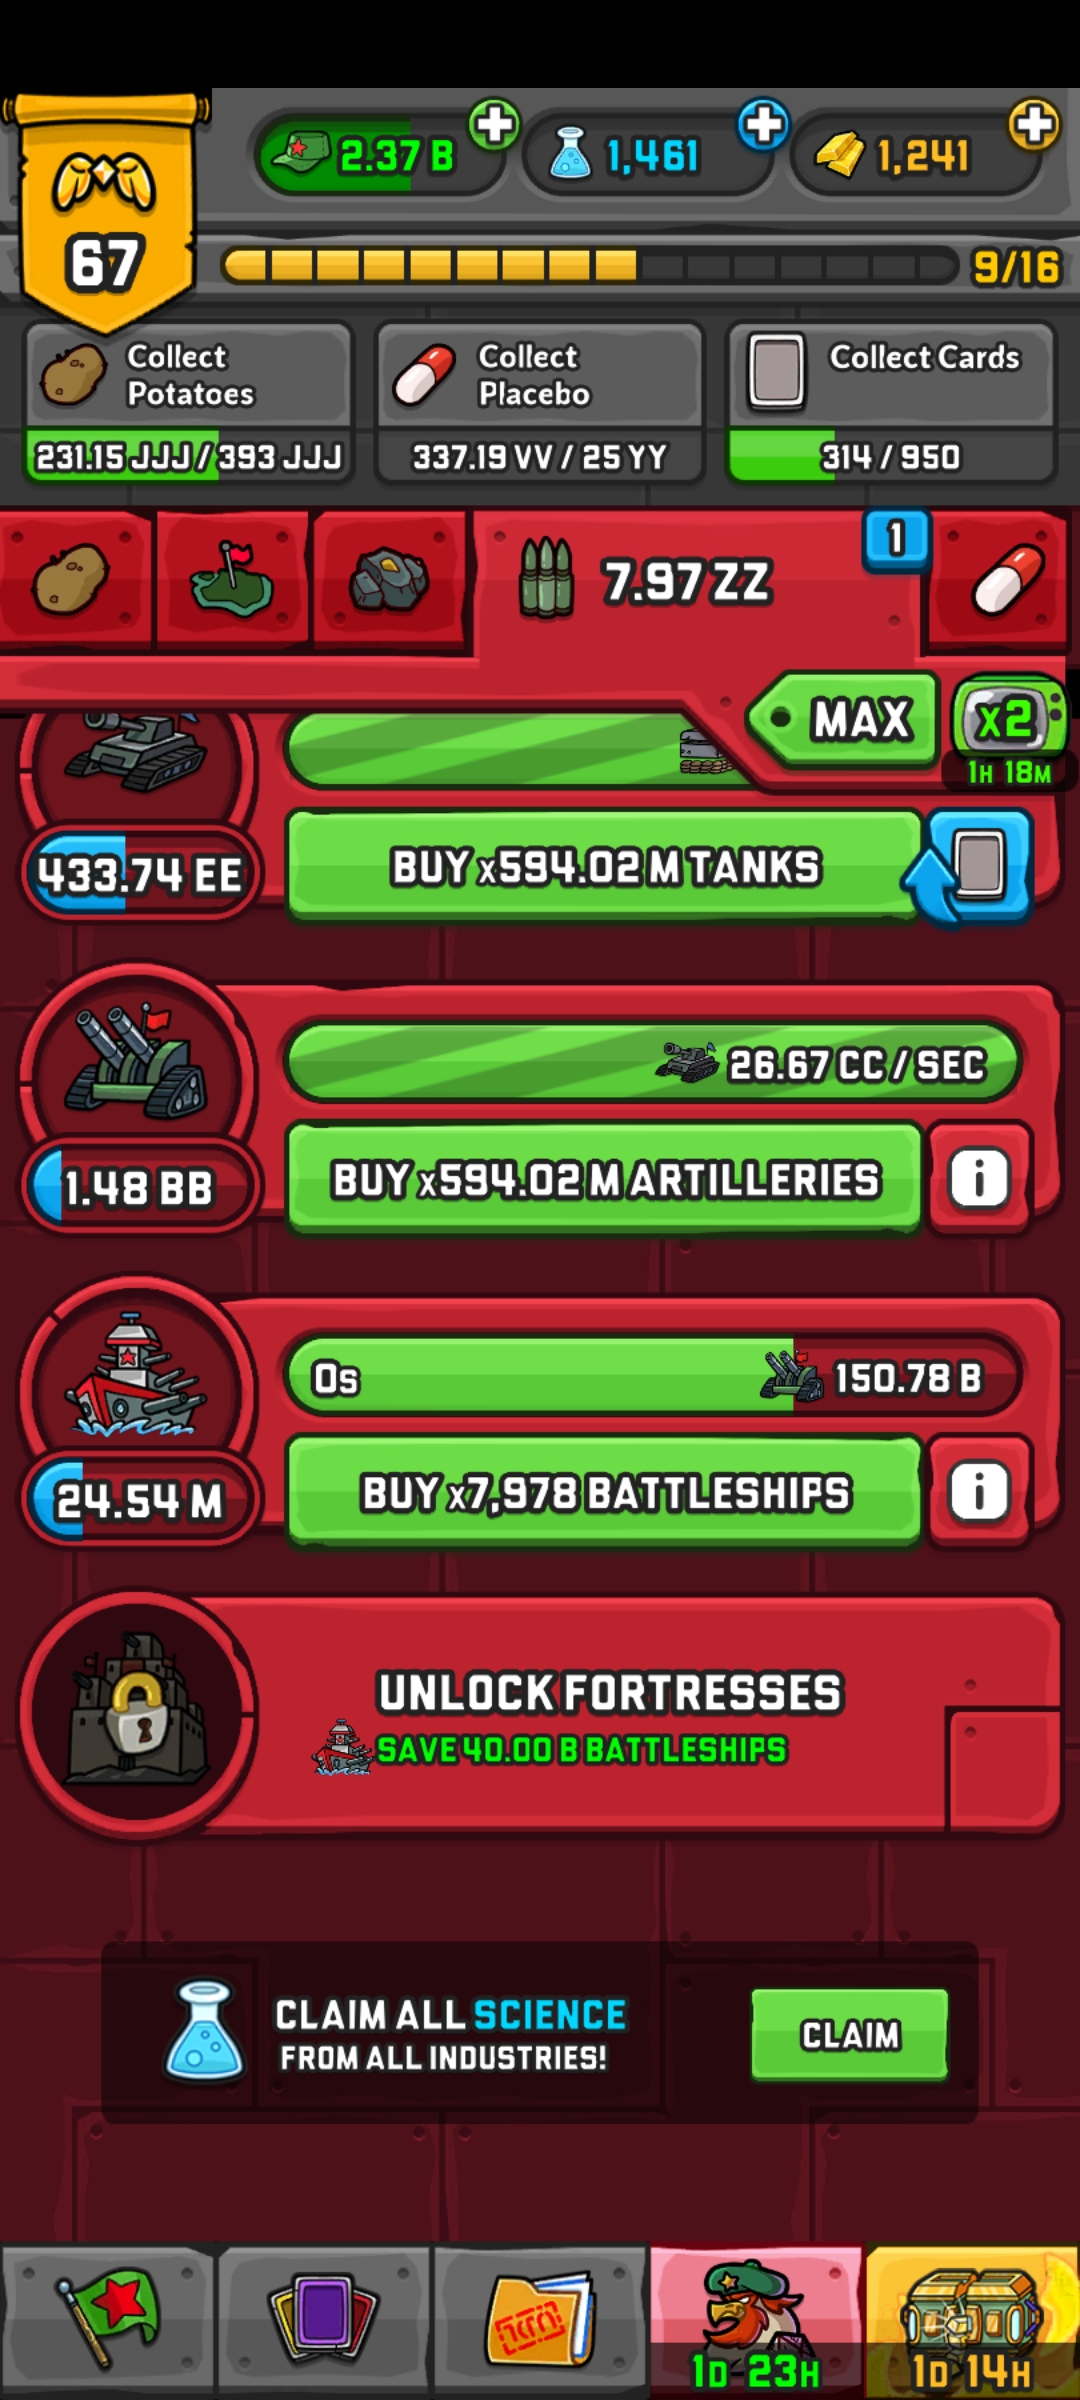 2.37 B
1,461
1,241
67
9/16
Collect
Potatoes
231.15 JJJ / 393 JJJ
Collect
Placebo
337.19 VV / 25 YY
Collect Cards
314 / 950
7.97 ZZ
1
MAX
x2
1H 18M
433.74 EE
BUY x594.02 M TANKS
26.67 CC / SEC
1.48 BB
BUY x594.02 M ARTILLERIES
0s
150.78 B
24.54 M
BUY x7,978 BATTLESHIPS
UNLOCK FORTRESSES
SAVE 40.00 B BATTLESHIPS
CLAIM ALL SCIENCE
FROM ALL INDUSTRIES!
CLAIM
1D 23H
1D 14H